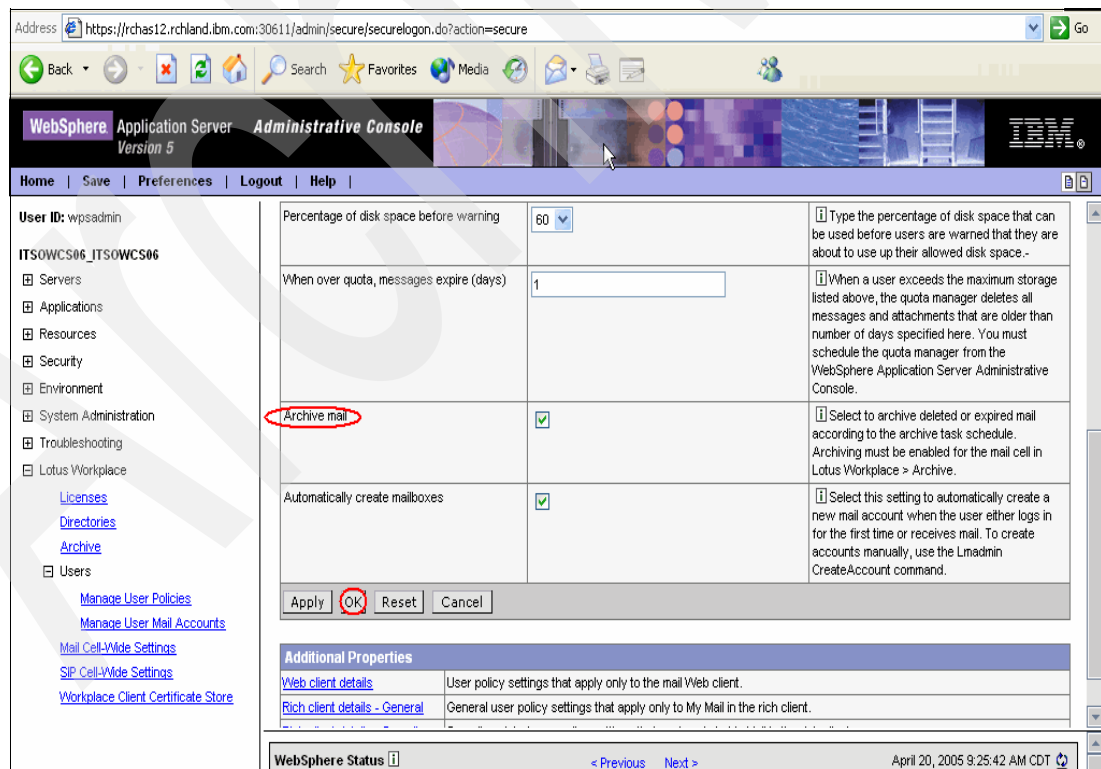 Address https://rchas12.rchland.ibm.com:30611/admin/secure/securelogon.do?action=secure Go
Back Search Favorites Media
WebSphere Application Server Administrative Console
Version 5
IBM®
Home | Save | Preferences | Logout | Help |
User ID: wpsadmin
ITSOWCS06_ITSOWCS06
Servers
Applications
Resources
Security
Environment
System Administration
Troubleshooting
Lotus Workplace
Licenses
Directories
Archive
Users
Manage User Policies
Manage User Mail Accounts
Mail Cell-Wide Settings
SIP Cell-Wide Settings
Workplace Client Certificate Store
Percentage of disk space before warning
60
Type the percentage of disk space that can
be used before users are warned that they are
about to use up their allowed disk space.-
When over quota, messages expire (days)
1
When a user exceeds the maximum storage
listed above, the quota manager deletes all
messages and attachments that are older than
number of days specified here. You must
schedule the quota manager from the
WebSphere Application Server Administrative
Console.
Archive mail
Select to archive deleted or expired mail
according to the archive task schedule.
Archiving must be enabled for the mail cell in
Lotus Workplace > Archive.
Automatically create mailboxes
Select this setting to automatically create a
new mail account when the user either logs in
for the first time or receives mail. To create
accounts manually, use the Lmadmin
CreateAccount command.
Apply OK Reset Cancel
Additional Properties
Web client details User policy settings that apply only to the mail Web client.
Rich client details - General General user policy settings that apply only to My Mail in the rich client.
WebSphere Status < Previous Next > April 20, 2005 9:25:42 AM CDT